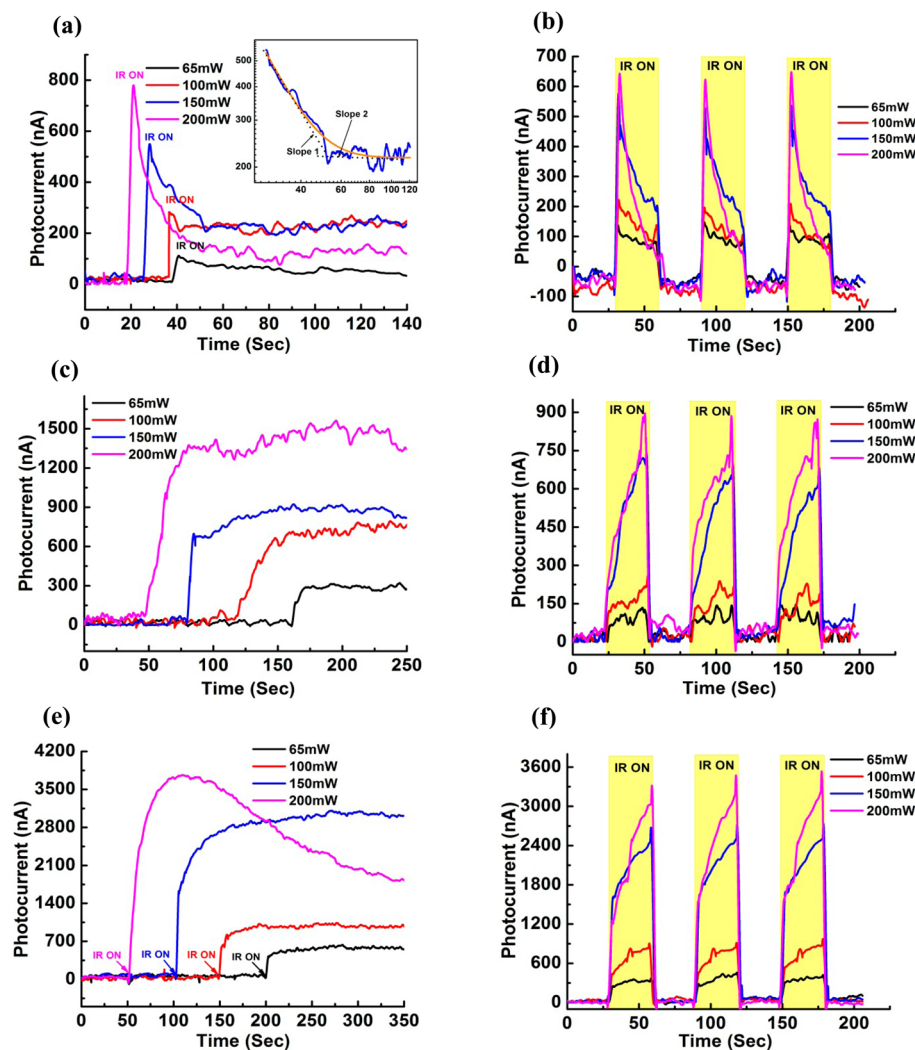 (a)
Photocurrent (nA)
800
600
400
200
0
IR ON
IR ON
IR ON
IR ON
65mW
100mW
150mW
200mW
500
400
300
200
Slope 1
Slope 2
40 60 80 100 120
0 20 40 60 80 100 120 140
Time (Sec)
(b)
Photocurrent (nA)
700
600
500
400
300
200
100
0
-100
IR ON IR ON IR ON
65mW
100mW
150mW
200mW
0 50 100 150 200
Time (Sec)
(c)
Photocurrent (nA)
1500
1200
900
600
300
0
65mW
100mW
150mW
200mW
0 50 100 150 200 250
Time (Sec)
(d)
Photocurrent (nA)
900
750
600
450
300
150
0
IR ON IR ON IR ON
65mW
100mW
150mW
200mW
0 50 100 150 200
Time (Sec)
(e)
Photocurrent (nA)
4200
3500
2800
2100
1400
700
0
65mW
100mW
150mW
200mW
IR ON IR ON IR ON IR ON
0 50 100 150 200 250 300 350
Time (Sec)
(f)
Photocurrent (nA)
3600
3000
2400
1800
1200
600
0
IR ON IR ON IR ON
65mW
100mW
150mW
200mW
0 50 100 150 200
Time (Sec)